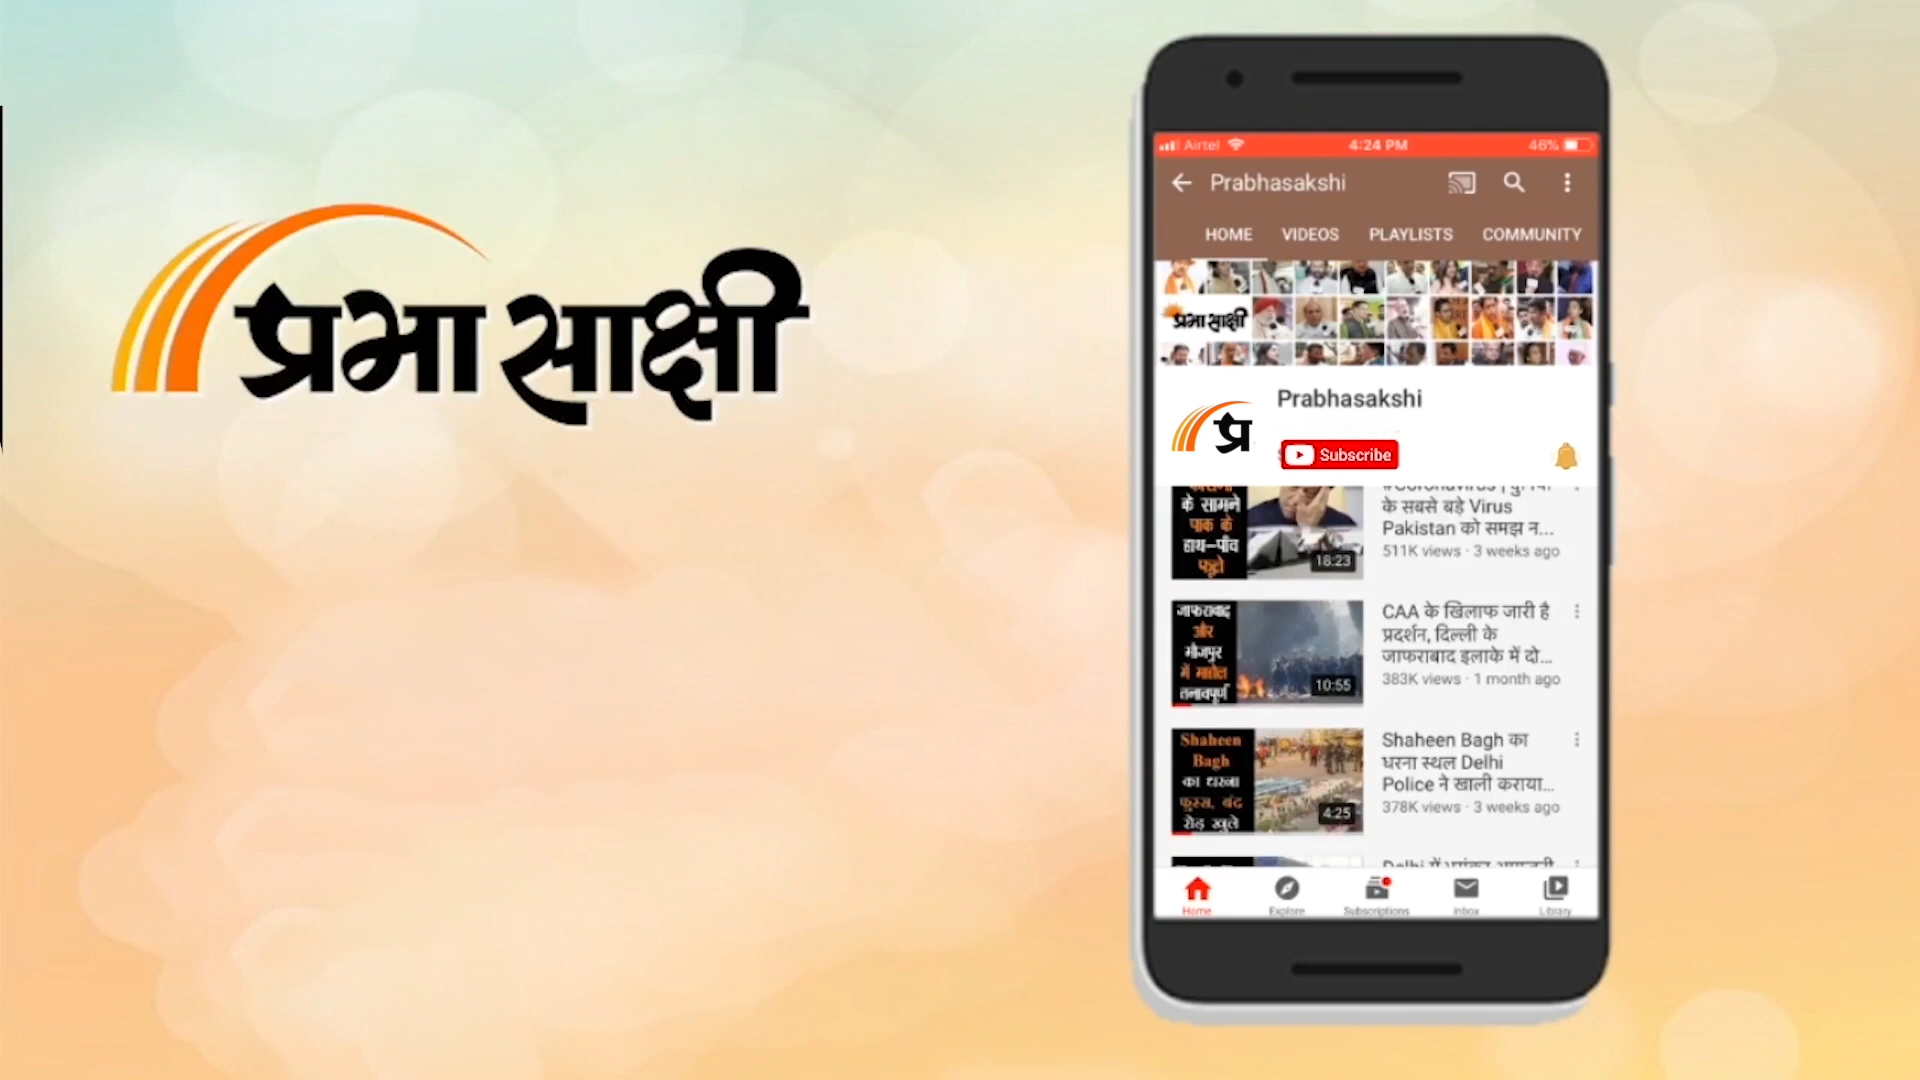 प्रभासाक्षी
Airtel 4:24 PM 46%
Prabhasakshi
HOME VIDEOS PLAYLISTS COMMUNITY
प्रभासाक्षी
Prabhasakshi
प्र
Subscribe
के सामने
पाक के
हाथ-पाँव
फूले
18:23
#Coronavirus
के सबसे बड़े Virus
Pakistan को समझ न...
511K views · 3 weeks ago
जाफराबाद
और
मौजपुर
में माहौल
तनावपूर्ण
10:55
CAA के खिलाफ जारी है
प्रदर्शन, दिल्ली के
जाफराबाद इलाके में दो...
383K views · 1 month ago
Shaheen
Bagh
का धरना
फुस्स, बंद
रोड खुले
4:25
Shaheen Bagh का
धरना स्थल Delhi
Police ने खाली कराया...
378K views · 3 weeks ago
Delhi में
Home Explore Subscriptions Inbox Library